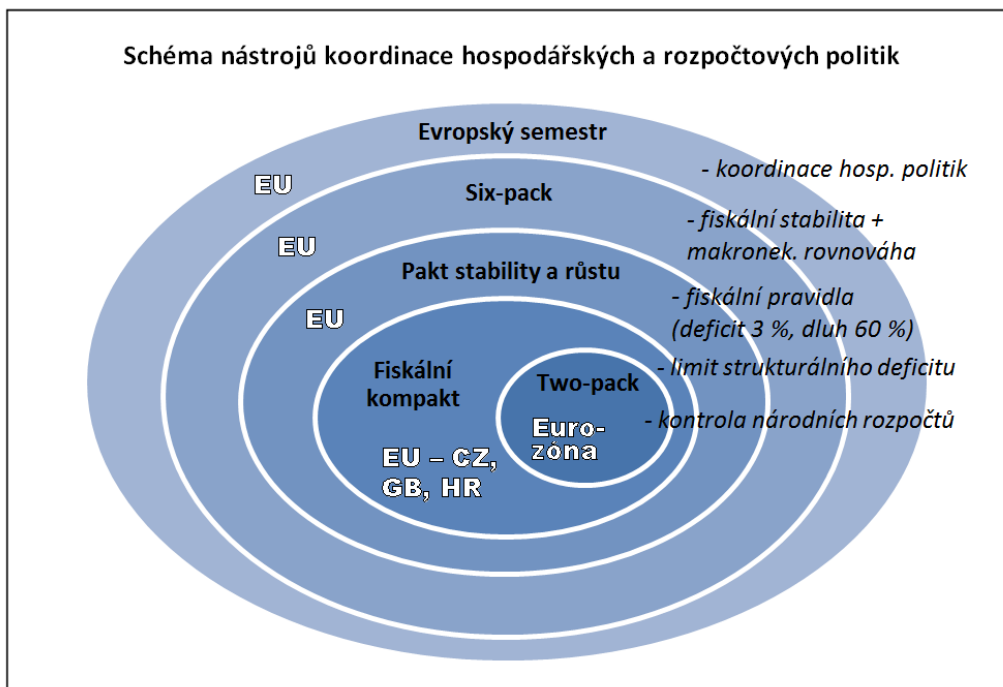 Schéma nástrojů koordinace hospodářských a rozpočtových politik
Evropský semestr
- koordinace hosp. politik
EU
Six-pack
- fiskální stabilita +
makronek. rovnováha
EU
Pakt stability a růstu
- fiskální pravidla
(deficit 3 %, dluh 60 %)
EU
Fiskální
kompakt
- limit strukturálního deficitu
Two-pack
- kontrola národních rozpočtů
Euro-
zóna
EU – CZ,
GB, HR